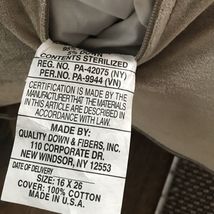 5% DOWN
CONTENTS STERILIZED
REG. NO. PA-42075 (NY)
PER.NO. PA-9944 (VN)
CERTIFICATION IS MADE BY THE
MANUFACTURER THAT THE MATERIALS IN
THIS ARTICLE ARE DESCRIBED IN
ACCORDANCE WITH LAW.
MADE BY:
QUALITY DOWN & FIBERS, INC.
110 CORPORATE DR.
NEW WINDSOR, NY 12553
DATE OF DELIVERY
SIZE: 16 X 26
COVER: 100% COTTON
MADE IN U.S.A.